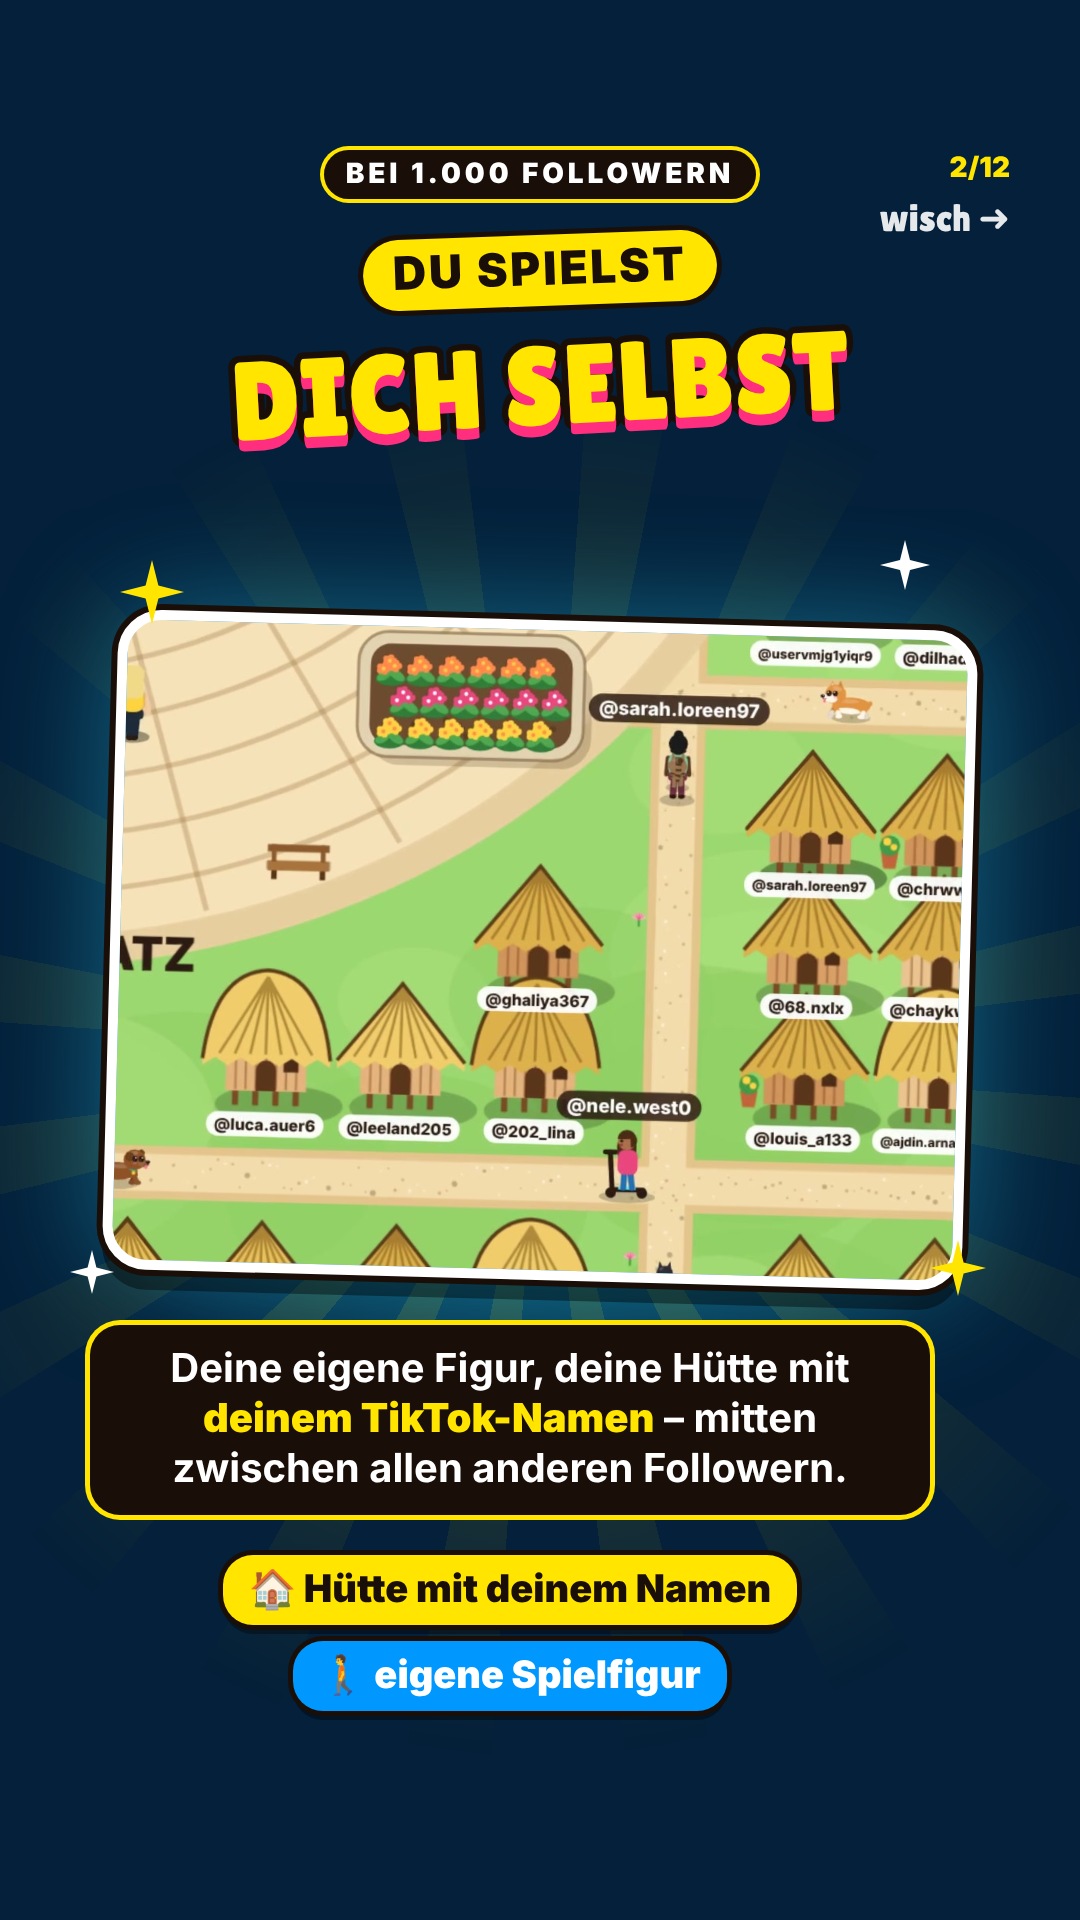 BEI 1.000 FOLLOWERN
2/12
wisch →
DU SPIELST
DICH SELBST
@uservmjg1yiqr9
@sarah.loreen97
@sarah.loreen97
@ghaliya367
@68.nxlx
@luca.auer6
@leeland205
@202_lina
@nele.west0
@louis_a133
Deine eigene Figur, deine Hütte mit
deinem TikTok-Namen – mitten
zwischen allen anderen Followern.
🏠 Hütte mit deinem Namen
🚶 eigene Spielfigur